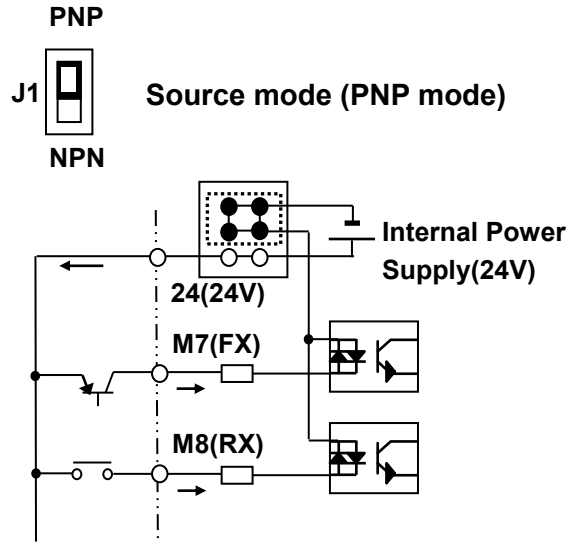 PNP
J1
Source mode (PNP mode)
NPN
Internal Power
Supply(24V)
24(24V)
M7(FX)
M8(RX)